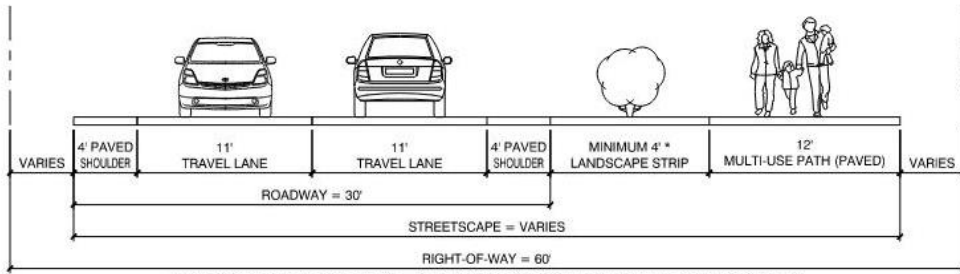 4' PAVED
SHOULDER
11'
TRAVEL LANE
11'
TRAVEL LANE
4' PAVED
SHOULDER
MINIMUM 4' *
LANDSCAPE STRIP
12'
MULTI-USE PATH (PAVED)
VARIES
VARIES
ROADWAY = 30'
STREETSCAPE = VARIES
RIGHT-OF-WAY = 60'